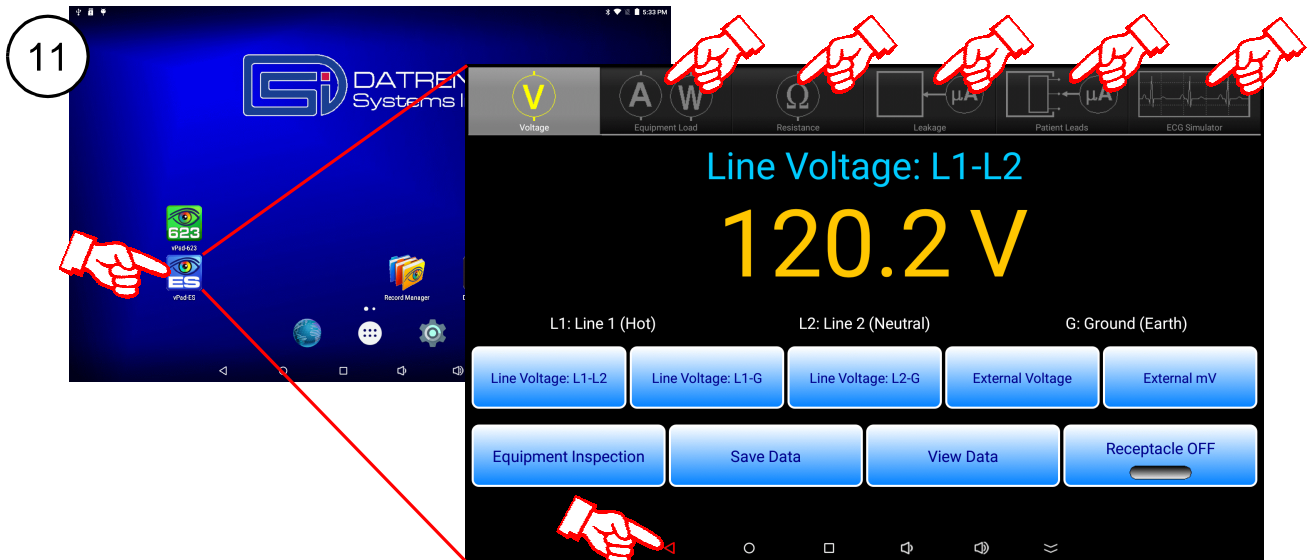 11
5:33 PM
DATREN
Systems I
623
vPad-623
ES
vPad-ES
Record Manager
V
Voltage
A W
Equipment Load
Ω
Resistance
µA
Leakage
µA
Patient Leads
ECG Simulator
Line Voltage: L1-L2
120.2 V
L1: Line 1 (Hot) L2: Line 2 (Neutral) G: Ground (Earth)
Line Voltage: L1-L2 Line Voltage: L1-G Line Voltage: L2-G External Voltage External mV
Equipment Inspection Save Data View Data Receptacle OFF